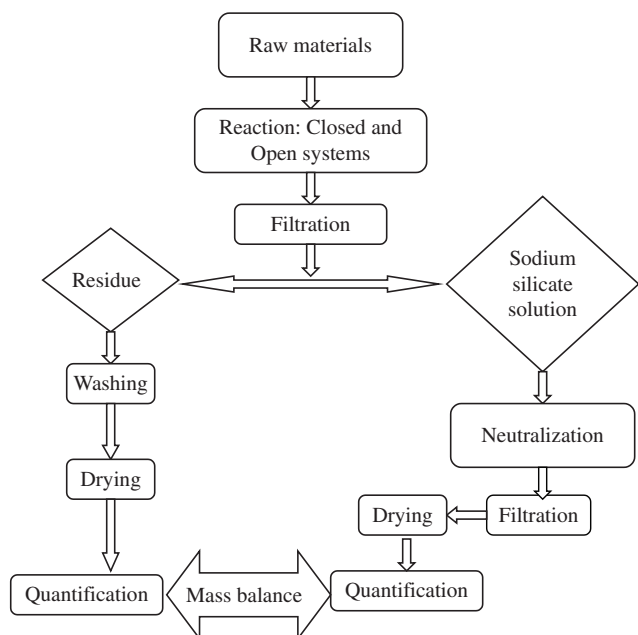 Raw materials
Reaction: Closed and
Open systems
Filtration
Residue
Sodium
silicate
solution
Washing
Neutralization
Drying
Drying
Filtration
Quantification
Mass balance
Quantification